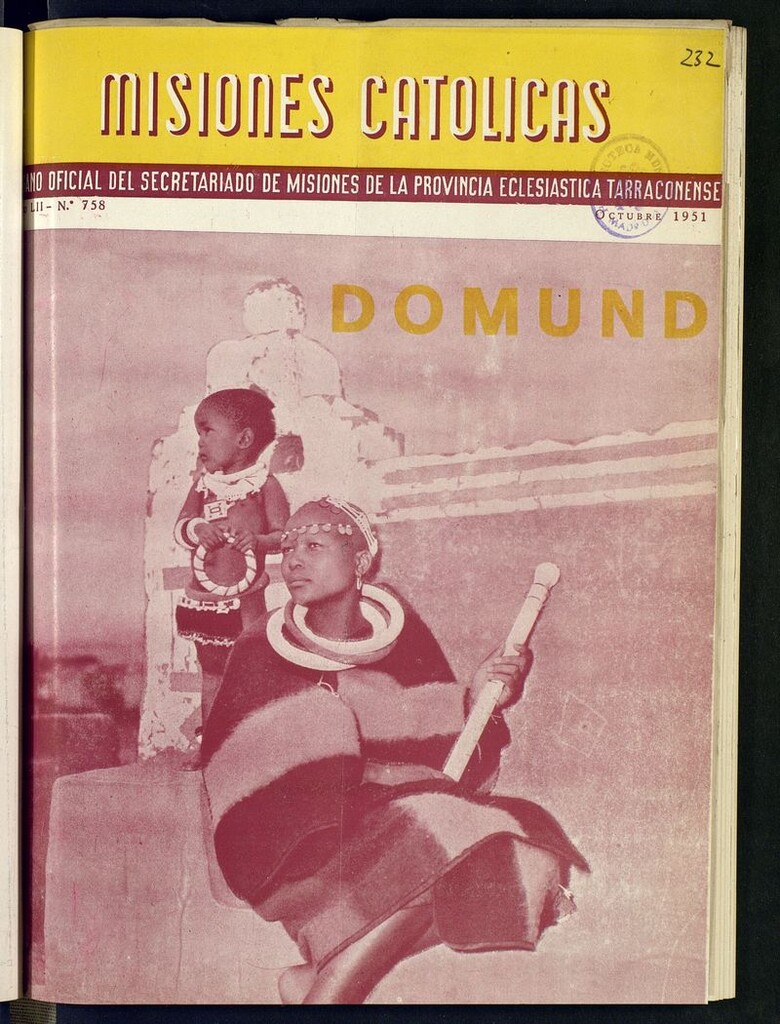 232
MISIONES CATOLICAS
ANO OFICIAL DEL SECRETARIADO DE MISIONES DE LA PROVINCIA ECLESIASTICA TARRACONENSE
LII - N.° 758
OCTUBRE 1951
MADRID
DOMUND